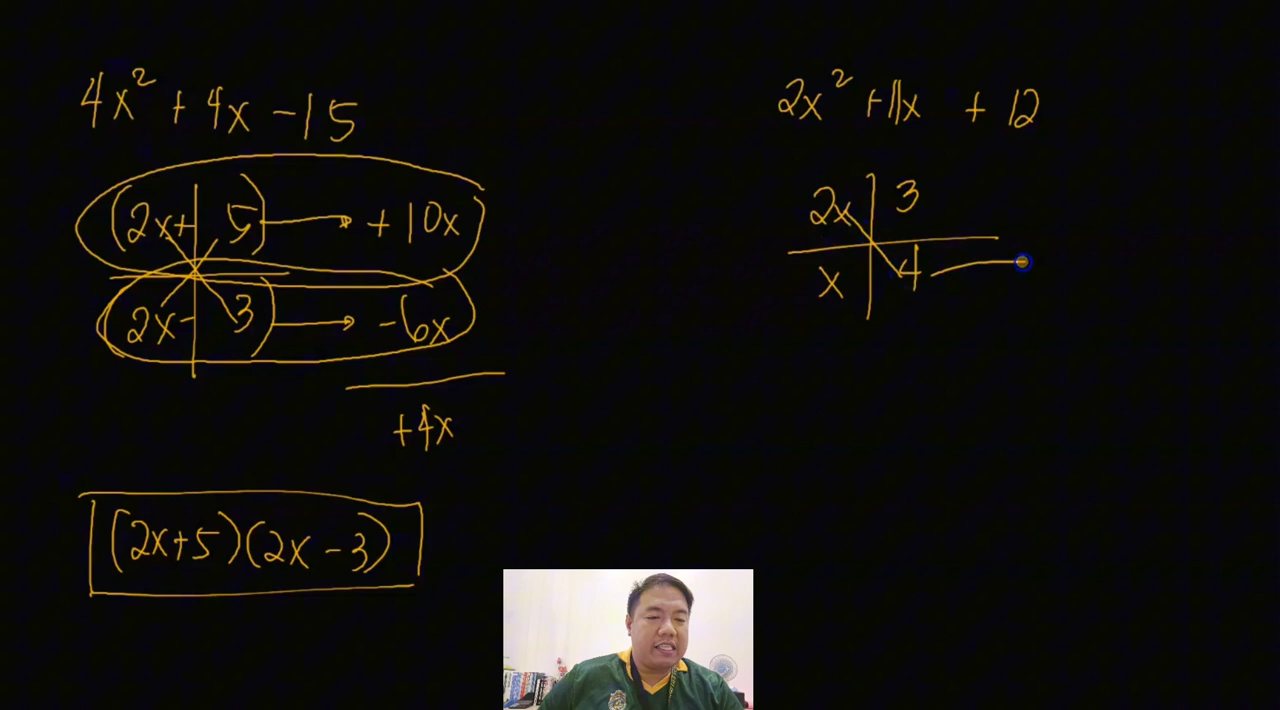 4x² + 4x - 15
(2x+ 5) → + 10x
(2x- 3) → - 6x
+4x
(2x+5)(2x-3)
2x² +11x + 12
2x 3
x 4